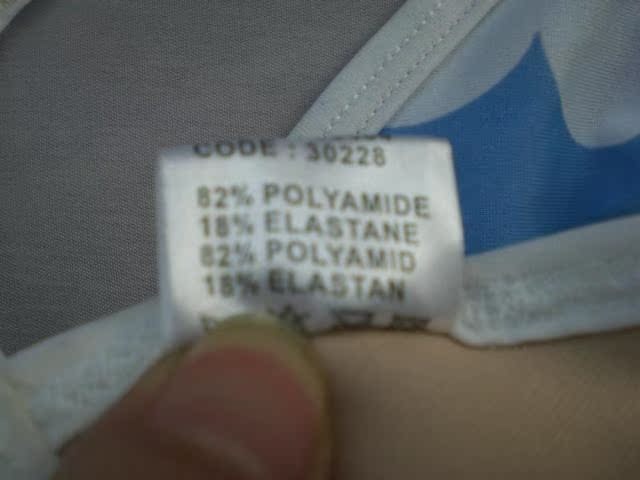 CODE : 30228
82% POLYAMIDE
18% ELASTANE
82% POLYAMID
18% ELASTAN